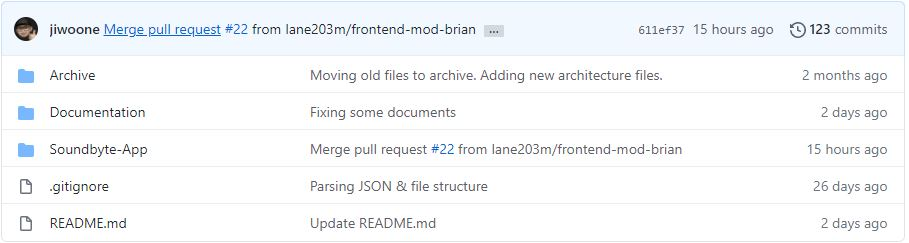 jiwoone Merge pull request #22 from lane203m/frontend-mod-brian ... 611ef37 15 hours ago 123 commits
Archive Moving old files to archive. Adding new architecture files. 2 months ago
Documentation Fixing some documents 2 days ago
Soundbyte-App Merge pull request #22 from lane203m/frontend-mod-brian 15 hours ago
.gitignore Parsing JSON & file structure 26 days ago
README.md Update README.md 2 days ago